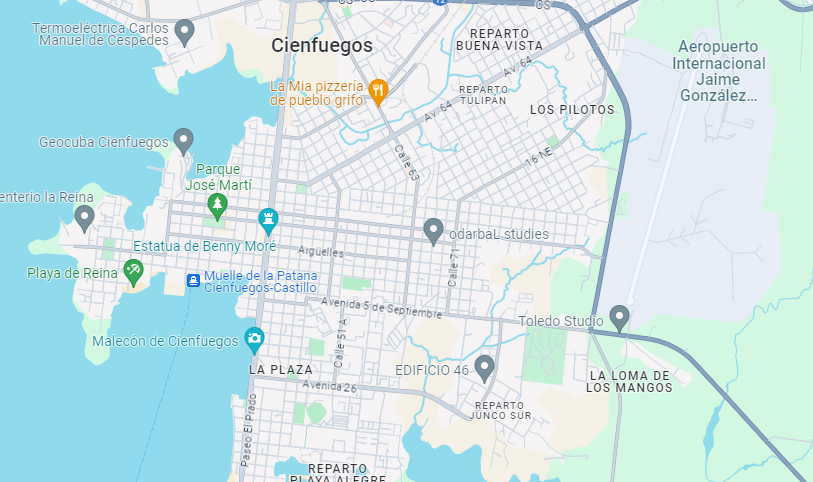 CS
CS
12
CS
Termoeléctrica Carlos
Manuel de Cespedes
Cienfuegos
REPARTO
BUENA VISTA
Aeropuerto
Internacional
Jaime
González...
Av. 64
La Mia pizzería
de pueblo grifo
REPARTO
TULIPAN
Av. 64
LOS PILOTOS
Geocuba Cienfuegos
Calle 63
16 NE
Parque
José Martí
enterio la Reina
Estatua de Benny Moré
odarbaL studies
Argüelles
Calle 71
Playa de Reina
Muelle de la Patana
Cienfuegos-Castillo
Avenida 5 de Septiembre
Toledo Studio
Malecón de Cienfuegos
Calle 51 A
LA PLAZA
EDIFICIO 46
LA LOMA DE
LOS MANGOS
Avenida 26
Paseo El Prado
REPARTO
JUNCO SUR
REPARTO
PLAYA ALEGRE